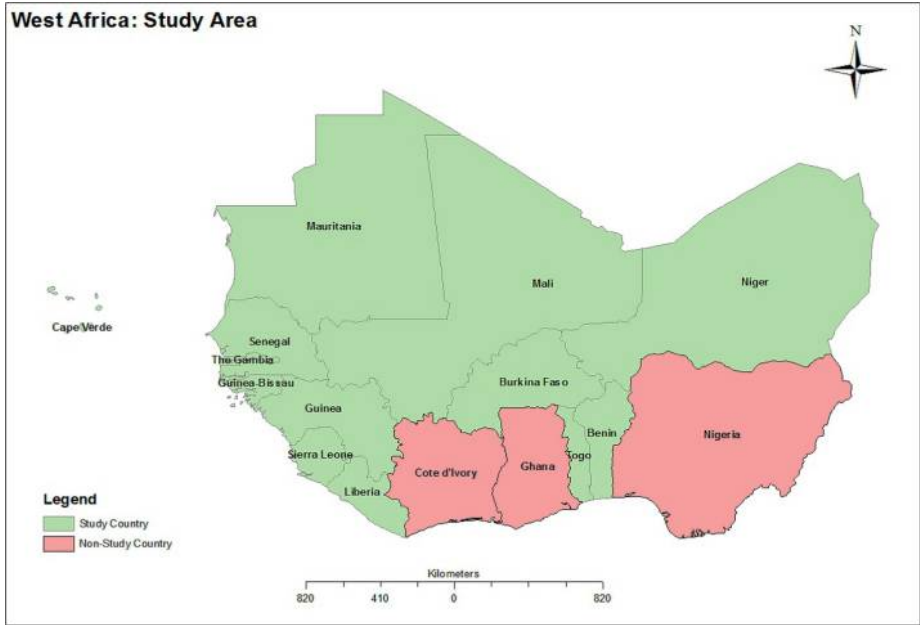 West Africa: Study Area
N
Mauritania
Mali
Niger
Cape Verde
Senegal
The Gambia
Guinea-Bissau
Burkina Faso
Guinea
Benin
Nigeria
Sierra Leone
Togo
Ghana
Cote d'Ivory
Liberia
Legend
Study Country
Non-Study Country
Kilometers
820 410 0 820